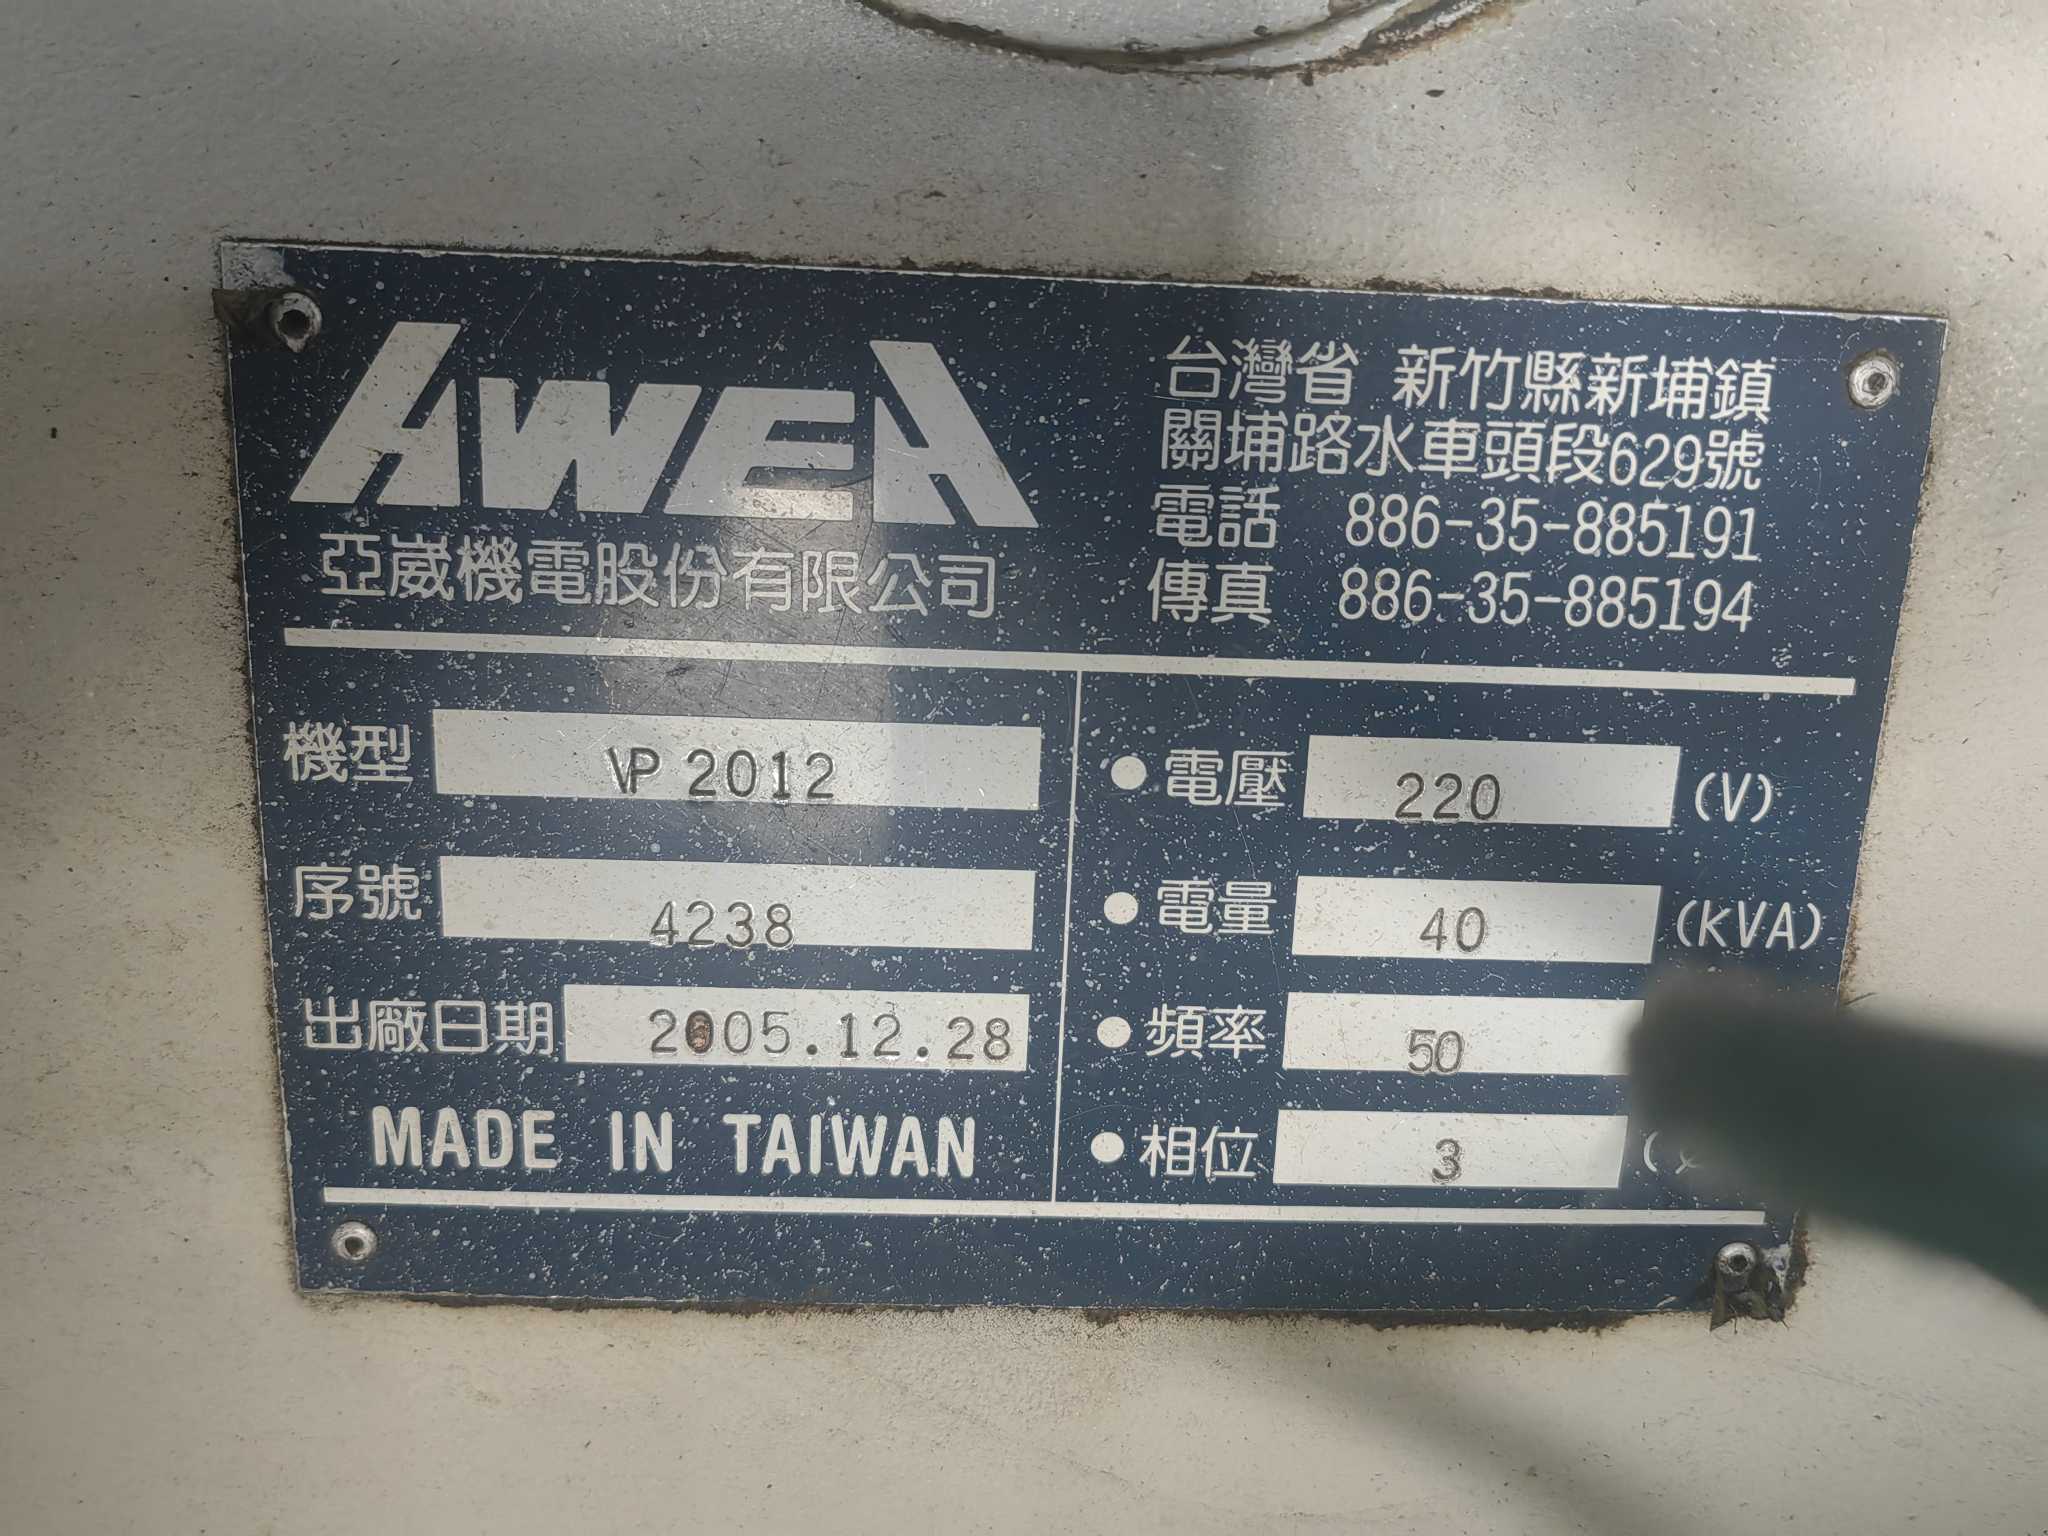 AWEA
亞崴機電股份有限公司
台灣省 新竹縣新埔鎮
關埔路水車頭段629號
電話 886-35-885191
傳真 886-35-885194
機型 VP 2012
序號 4238
出廠日期 2005.12.28
MADE IN TAIWAN
●電壓 220 (V)
●電量 40 (KVA)
●頻率 50
●相位 3